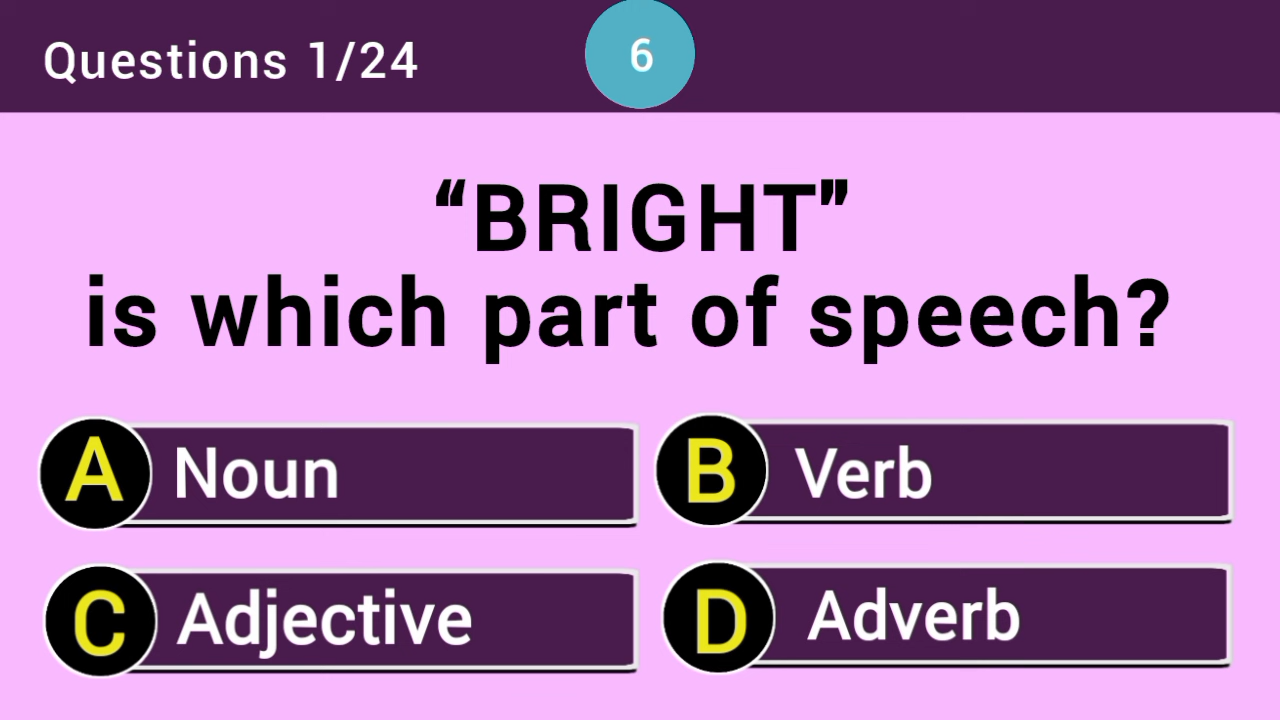 Questions 1/24
6
“BRIGHT”
is which part of speech?
A Noun
B Verb
C Adjective
D Adverb